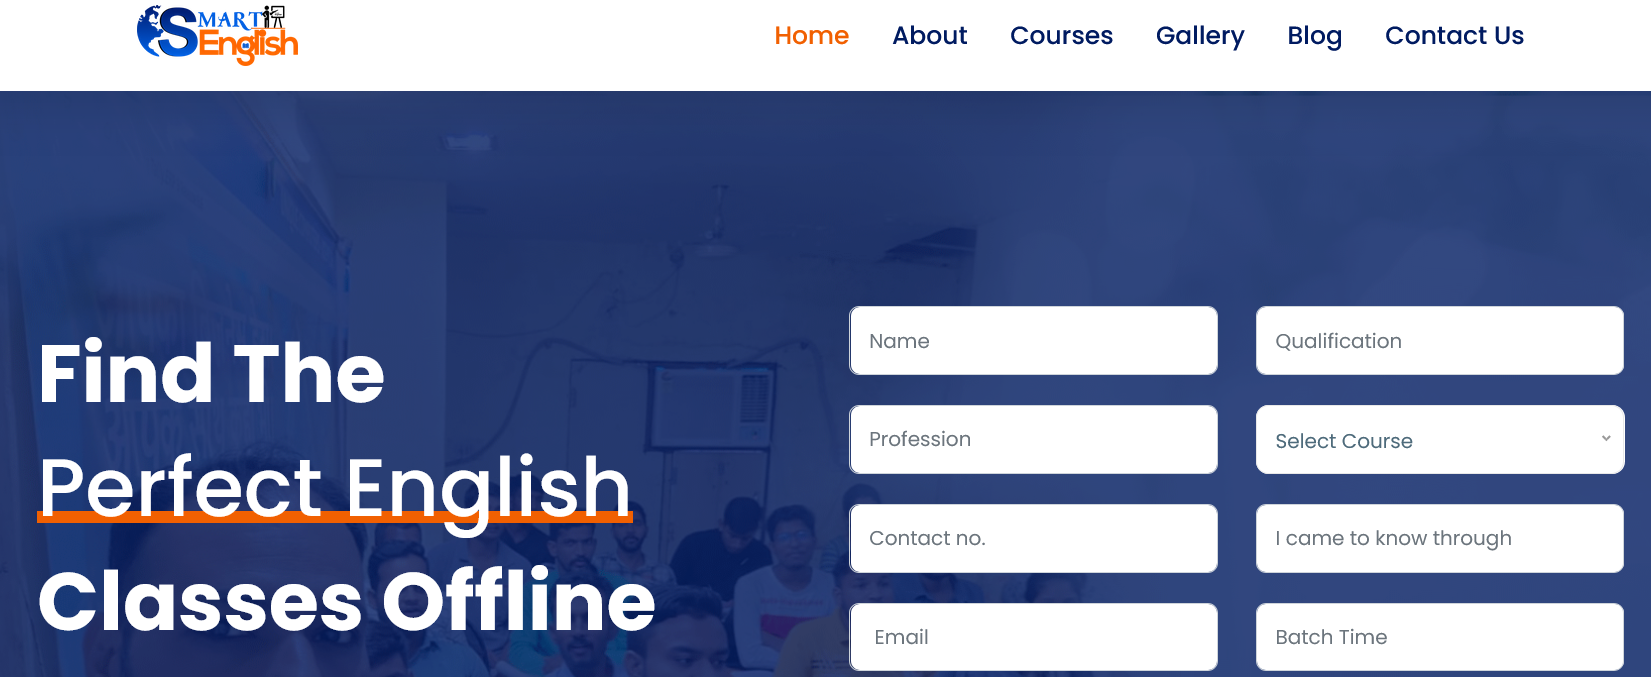 SMART
English
Home
About
Courses
Gallery
Blog
Contact Us
Find The
Perfect English
Classes Offline
Name
Qualification
Profession
Select Course
Contact no.
I came to know through
Email
Batch Time